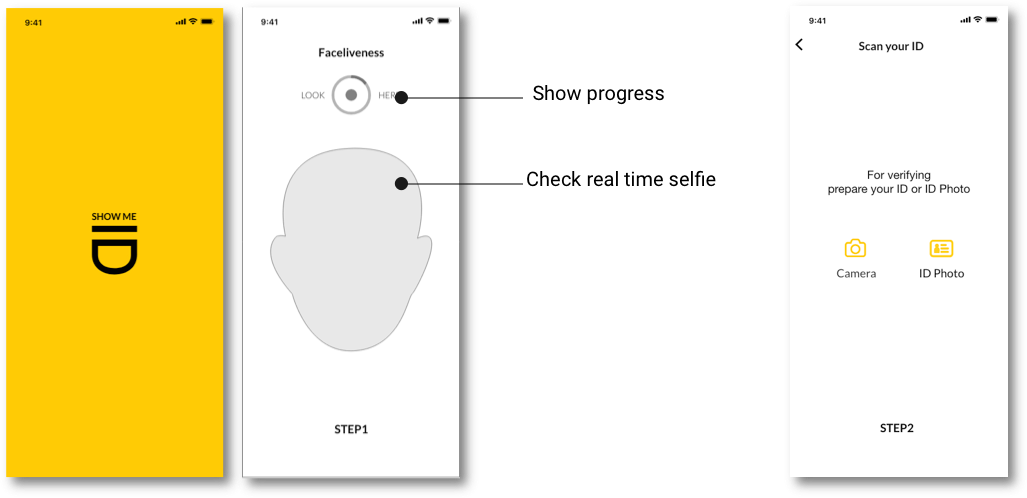 9:41
SHOW ME
ID
9:41
Faceliveness
LOOK HERE
Show progress
Check real time selfie
STEP1
9:41
Scan your ID
For verifying
prepare your ID or ID Photo
Camera ID Photo
STEP2